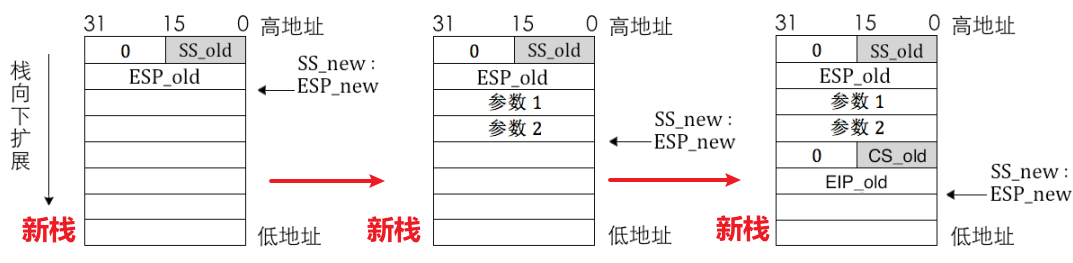 31 15 0 高地址
0 SS_old
ESP_old
SS_new :
ESP_new
栈向下扩展
新栈
低地址
31 15 0 高地址
0 SS_old
ESP_old
参数 1
参数 2
SS_new :
ESP_new
新栈
低地址
31 15 0 高地址
0 SS_old
ESP_old
参数 1
参数 2
0 CS_old
EIP_old
SS_new :
ESP_new
新栈
低地址